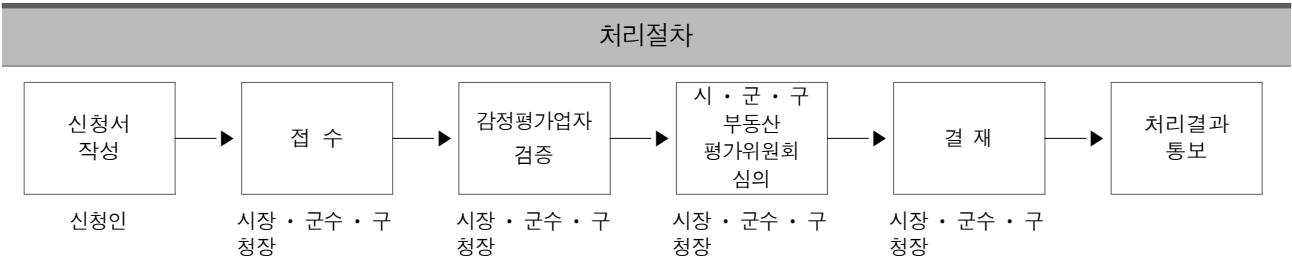 처리절차
신청서
작성
접 수
감정평가업자
검증
시 · 군 · 구
부동산
평가위원회
심의
결 재
처리결과
통보
신청인
시장 · 군수 · 구
청장
시장 · 군수 · 구
청장
시장 · 군수 · 구
청장
시장 · 군수 · 구
청장